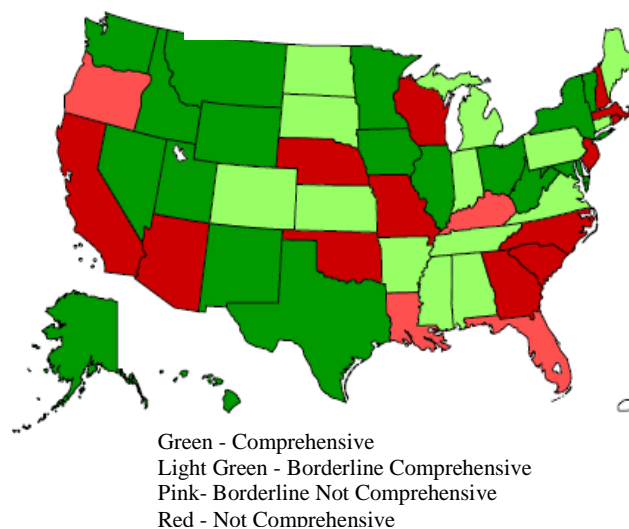 Green - Comprehensive
Light Green - Borderline Comprehensive
Pink- Borderline Not Comprehensive
Red - Not Comprehensive